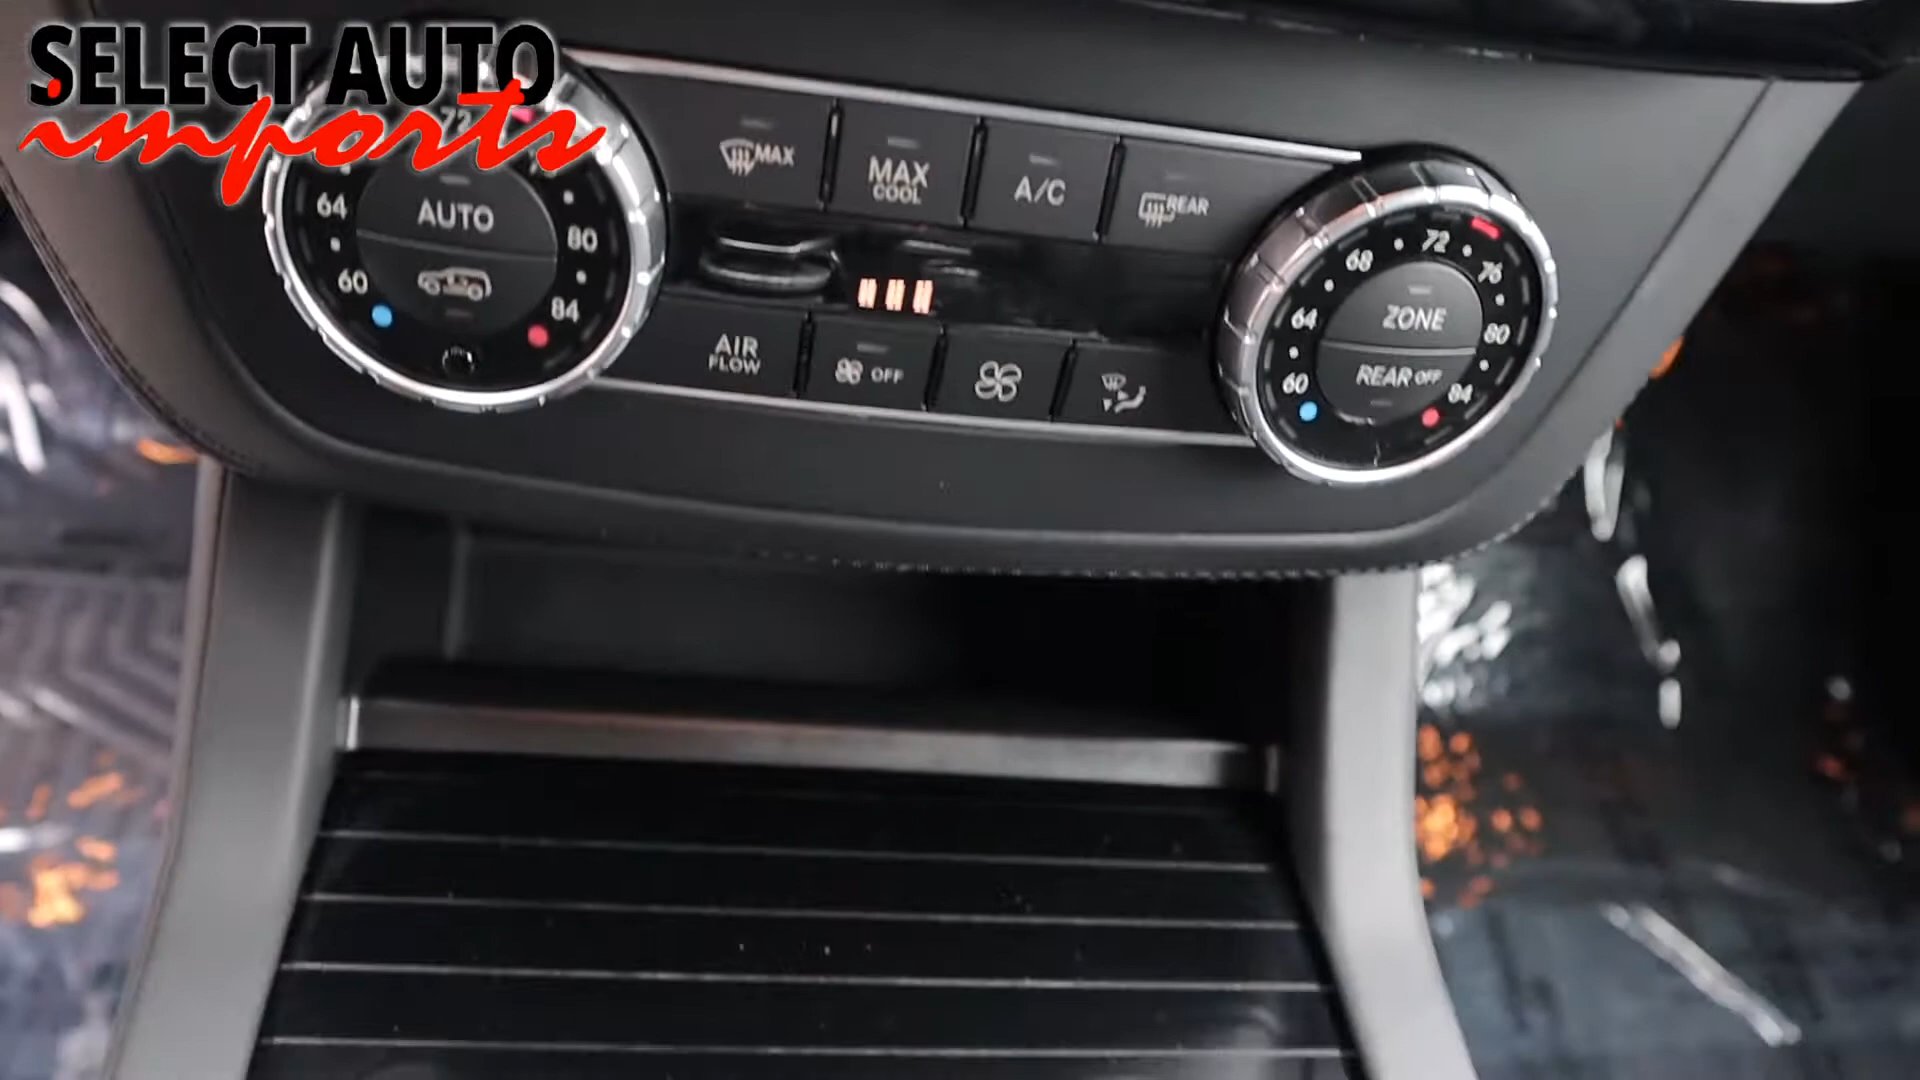 SELECT AUTO
imports
72
64
80
60
84
AUTO
MAX
MAX
COOL
A/C
REAR
AIR
FLOW
OFF
68
72
76
64
80
60
84
ZONE
REAR OFF